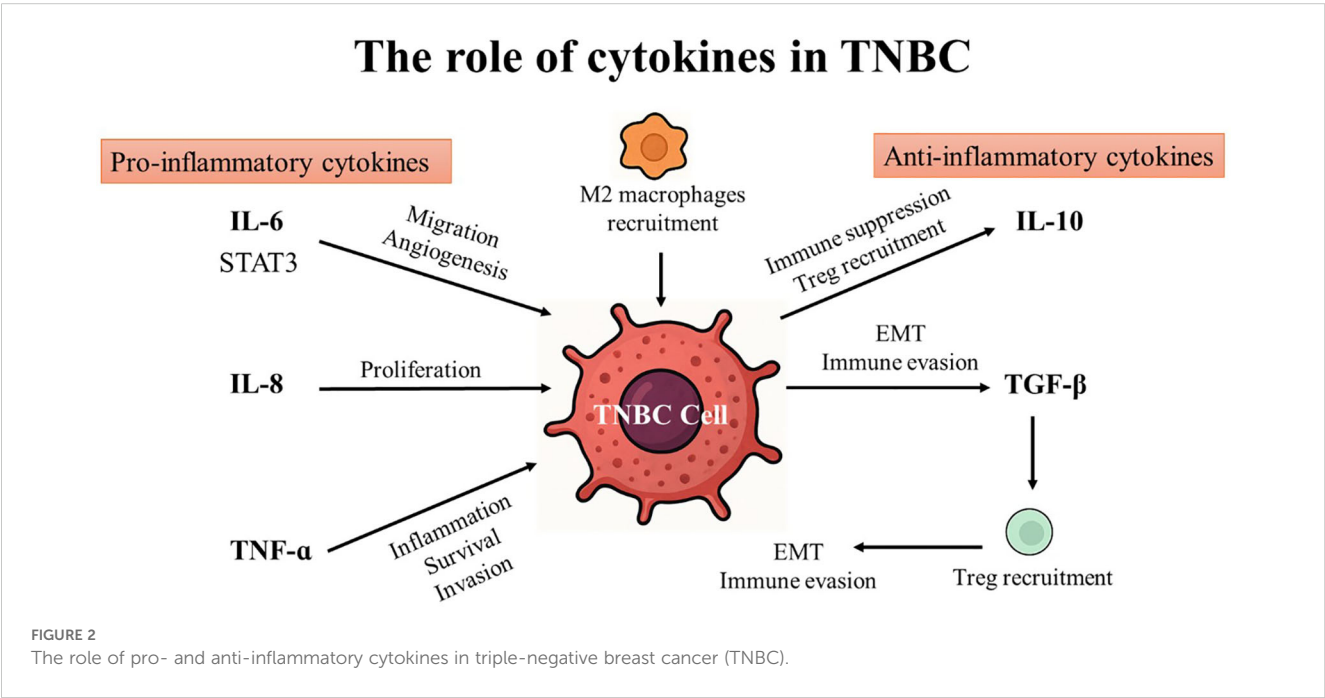 The role of cytokines in TNBC
Pro-inflammatory cytokines
IL-6
STAT3
Migration
Angiogenesis
IL-8
Proliferation
TNF-α
Inflammation
Survival
Invasion
M2 macrophages
recruitment
TNBC Cell
Anti-inflammatory cytokines
Immune suppression
Treg recruitment
IL-10
EMT
Immune evasion
TGF-β
Treg recruitment
EMT
Immune evasion
FIGURE 2
The role of pro- and anti-inflammatory cytokines in triple-negative breast cancer (TNBC).